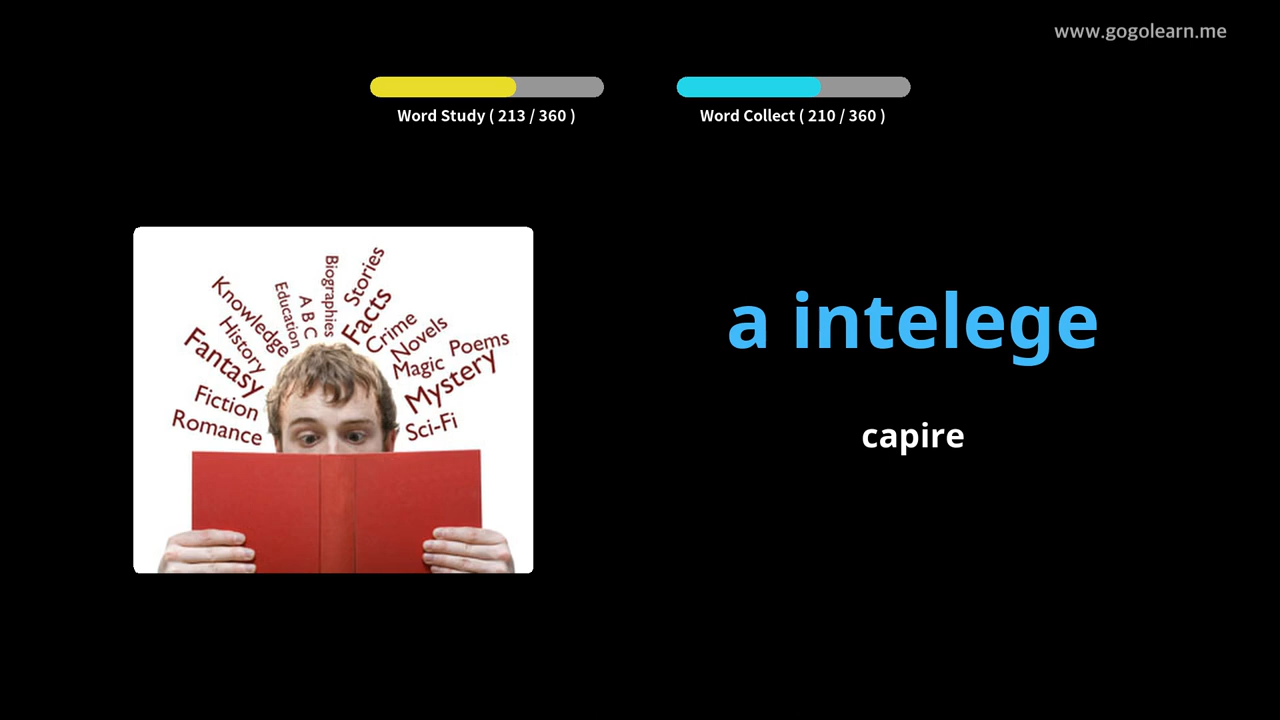 www.gogolearn.me
Word Study ( 213 / 360 )
Word Collect ( 210 / 360 )
Knowledge
History
Fantasy
Fiction
Romance
Education
A B C
Biographies
Stories
Facts
Crime
Novels
Magic
Poems
Mystery
Sci-Fi
a intelege
capire